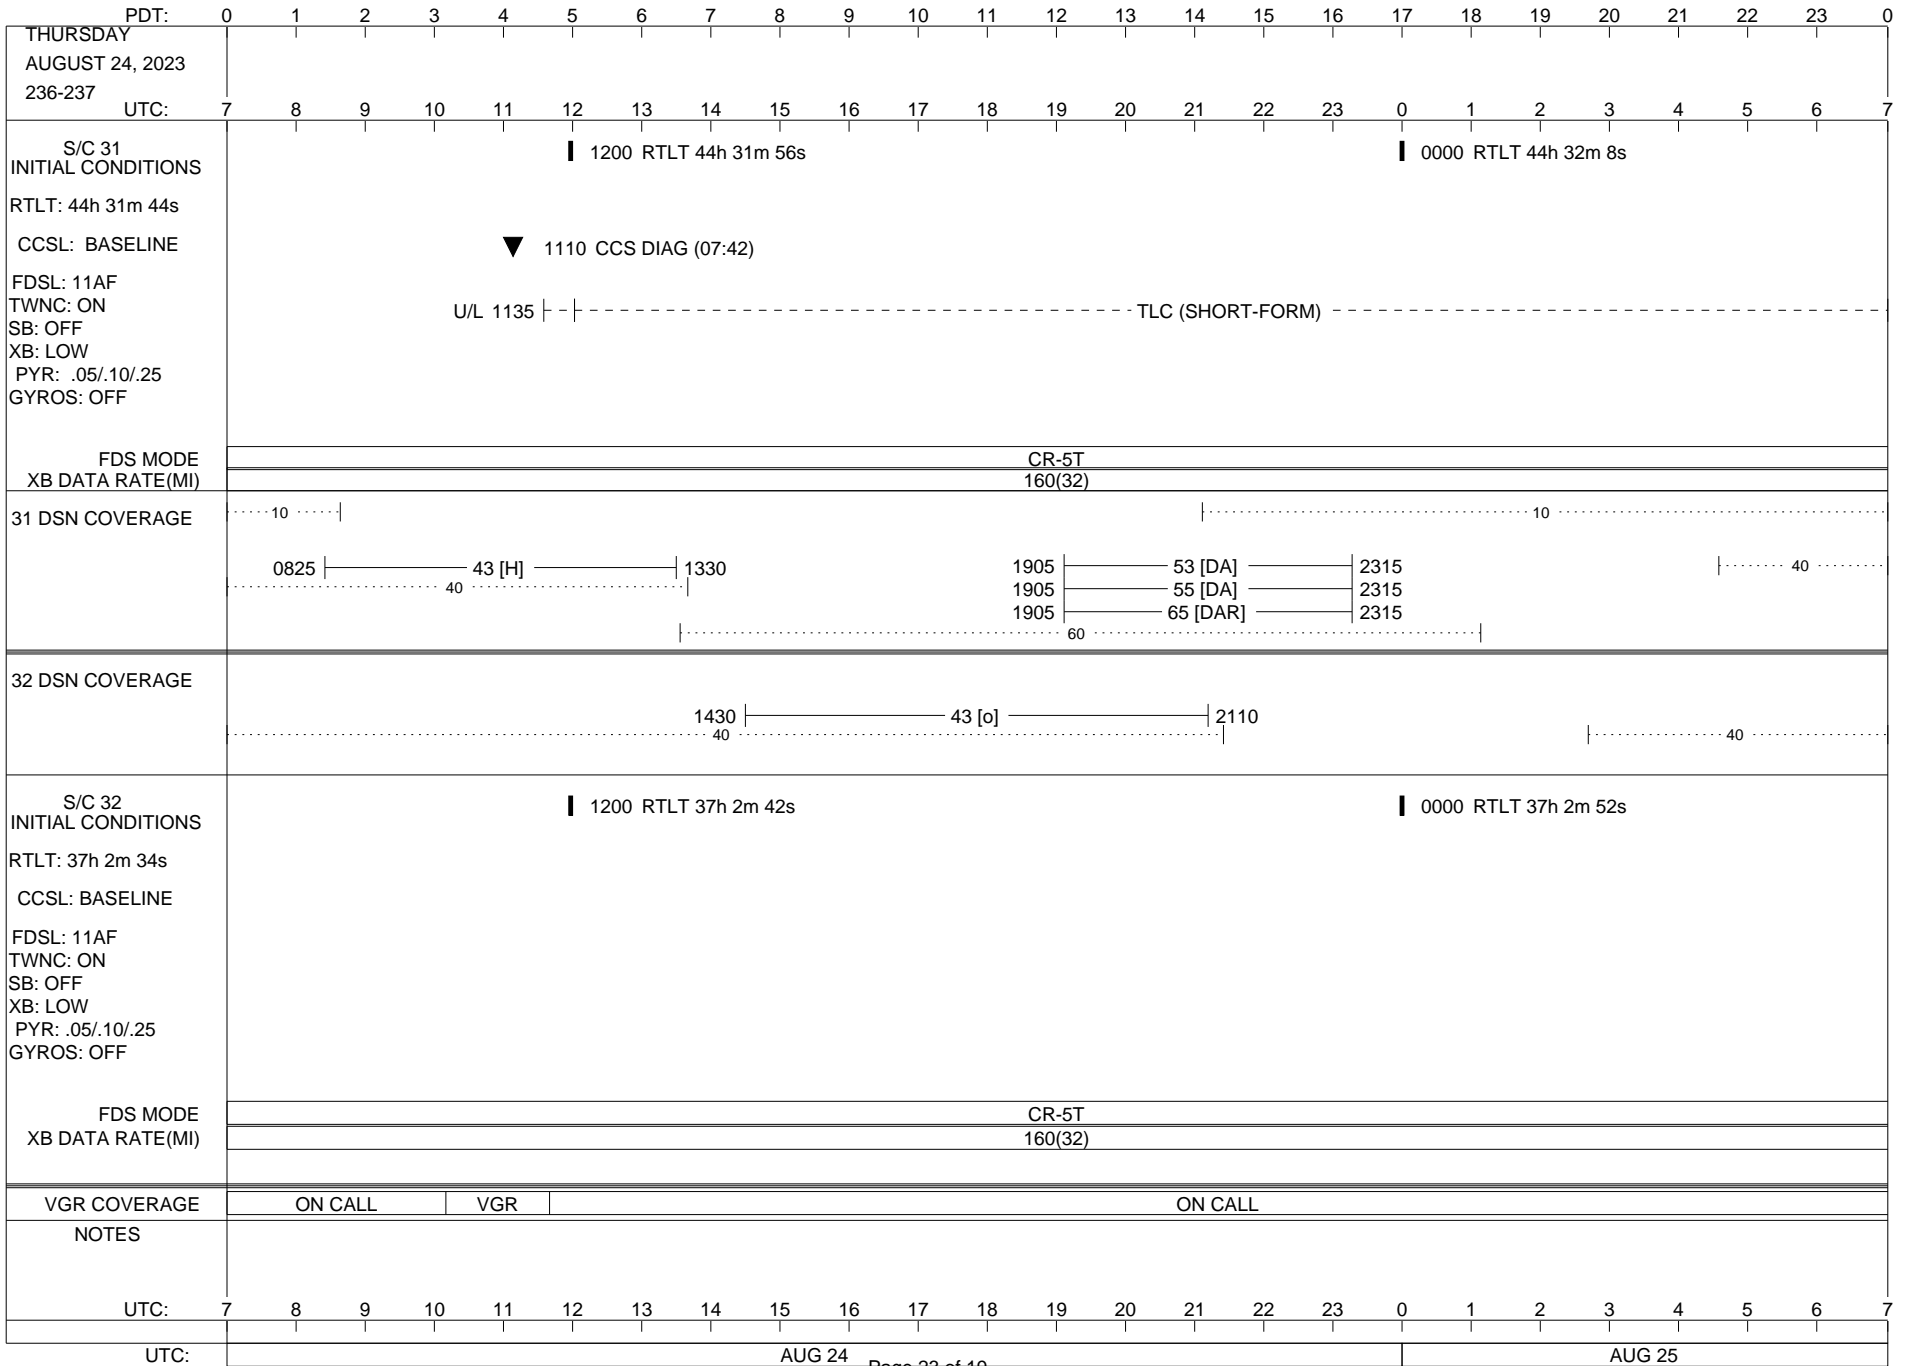 PDT: 0 1 2 3 4 5 6 7 8 9 10 11 12 13 14 15 16 17 18 19 20 21 22 23 0
THURSDAY
AUGUST 24, 2023
236-237
UTC: 7 8 9 10 11 12 13 14 15 16 17 18 19 20 21 22 23 0 1 2 3 4 5 6 7
S/C 31
INITIAL CONDITIONS
1200 RTLT 44h 31m 56s
0000 RTLT 44h 32m 8s
RTLT: 44h 31m 44s
CCSL: BASELINE
1110 CCS DIAG (07:42)
FDSL: 11AF
TWNC: ON
U/L 1135 TLC (SHORT-FORM)
SB: OFF
XB: LOW
PYR: .05/.10/.25
GYROS: OFF
FDS MODE CR-5T
XB DATA RATE(MI) 160(32)
31 DSN COVERAGE
10 10
0825 43 [H] 1330
1905 53 [DA] 2315
40
40
1905 55 [DA] 2315
1905 65 [DAR] 2315
60
32 DSN COVERAGE
1430 43 [o] 2110
40 40
S/C 32
INITIAL CONDITIONS
1200 RTLT 37h 2m 42s
0000 RTLT 37h 2m 52s
RTLT: 37h 2m 34s
CCSL: BASELINE
FDSL: 11AF
TWNC: ON
SB: OFF
XB: LOW
PYR: .05/.10/.25
GYROS: OFF
FDS MODE CR-5T
XB DATA RATE(MI) 160(32)
VGR COVERAGE ON CALL VGR ON CALL
NOTES
UTC: 7 8 9 10 11 12 13 14 15 16 17 18 19 20 21 22 23 0 1 2 3 4 5 6 7
UTC: AUG 24 AUG 25
Page 23 of 10